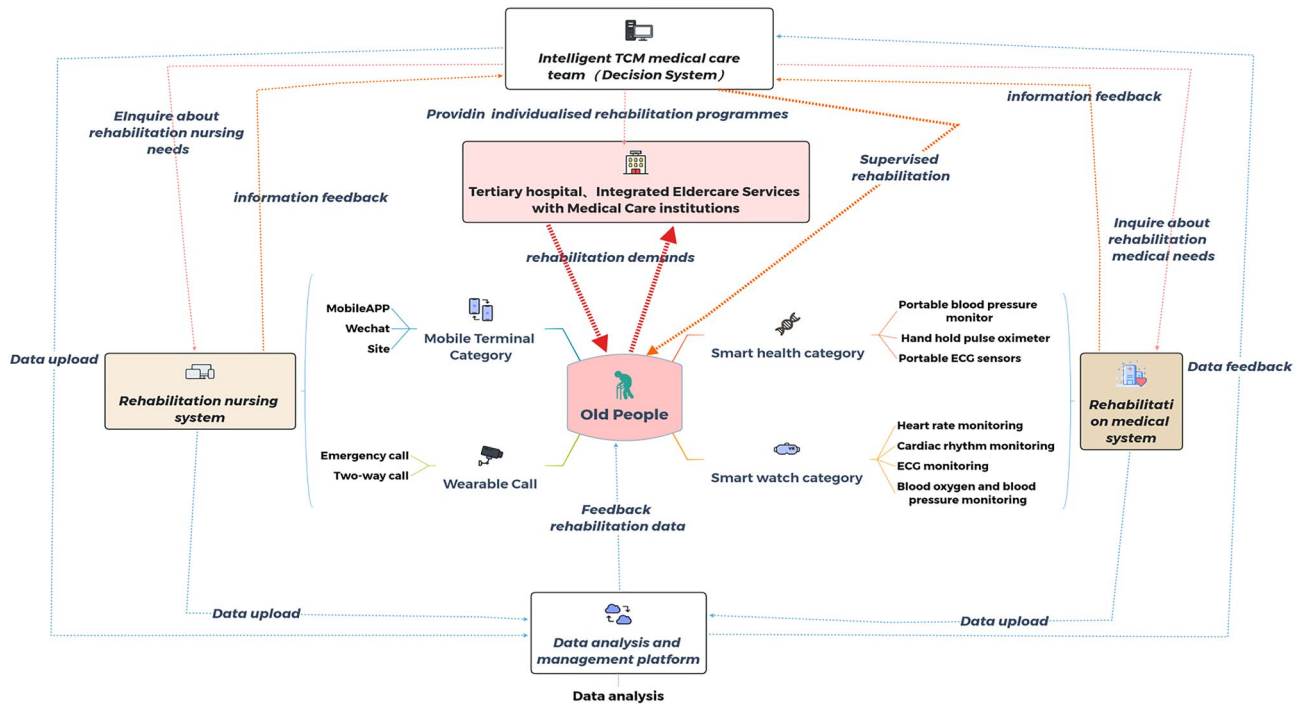 Intelligent TCM medical care
team（Decision System）
EInquire about
rehabilitation nursing
needs
Providin individualised rehabilitation programmes
information feedback
Supervised
rehabilitation
Tertiary hospital、Integrated Eldercare Services
with Medical Care institutions
information feedback
Inquire about
rehabilitation
medical needs
rehabilitation demands
MobileAPP
Wechat
Site
Mobile Terminal
Category
Smart health category
Portable blood pressure
monitor
Hand hold pulse oximeter
Portable ECG sensors
Data upload
Rehabilitation nursing
system
Old People
Rehabilitati
on medical
system
Data feedback
Emergency call
Two-way call
Wearable Call
VR
Smart watch category
Heart rate monitoring
Cardiac rhythm monitoring
ECG monitoring
Blood oxygen and blood
pressure monitoring
Feedback
rehabilitation data
Data upload
Data upload
Data analysis and
management platform
Data analysis